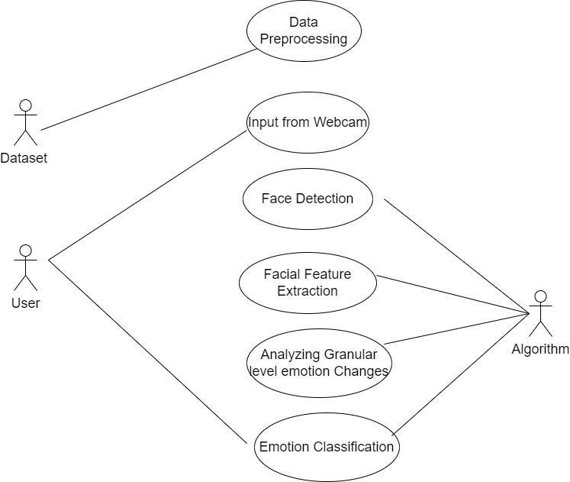 Data
Preprocessing
Input from Webcam
Dataset
Face Detection
User
Facial Feature
Extraction
Algorithm
Analyzing Granular
level emotion Changes
Emotion Classification